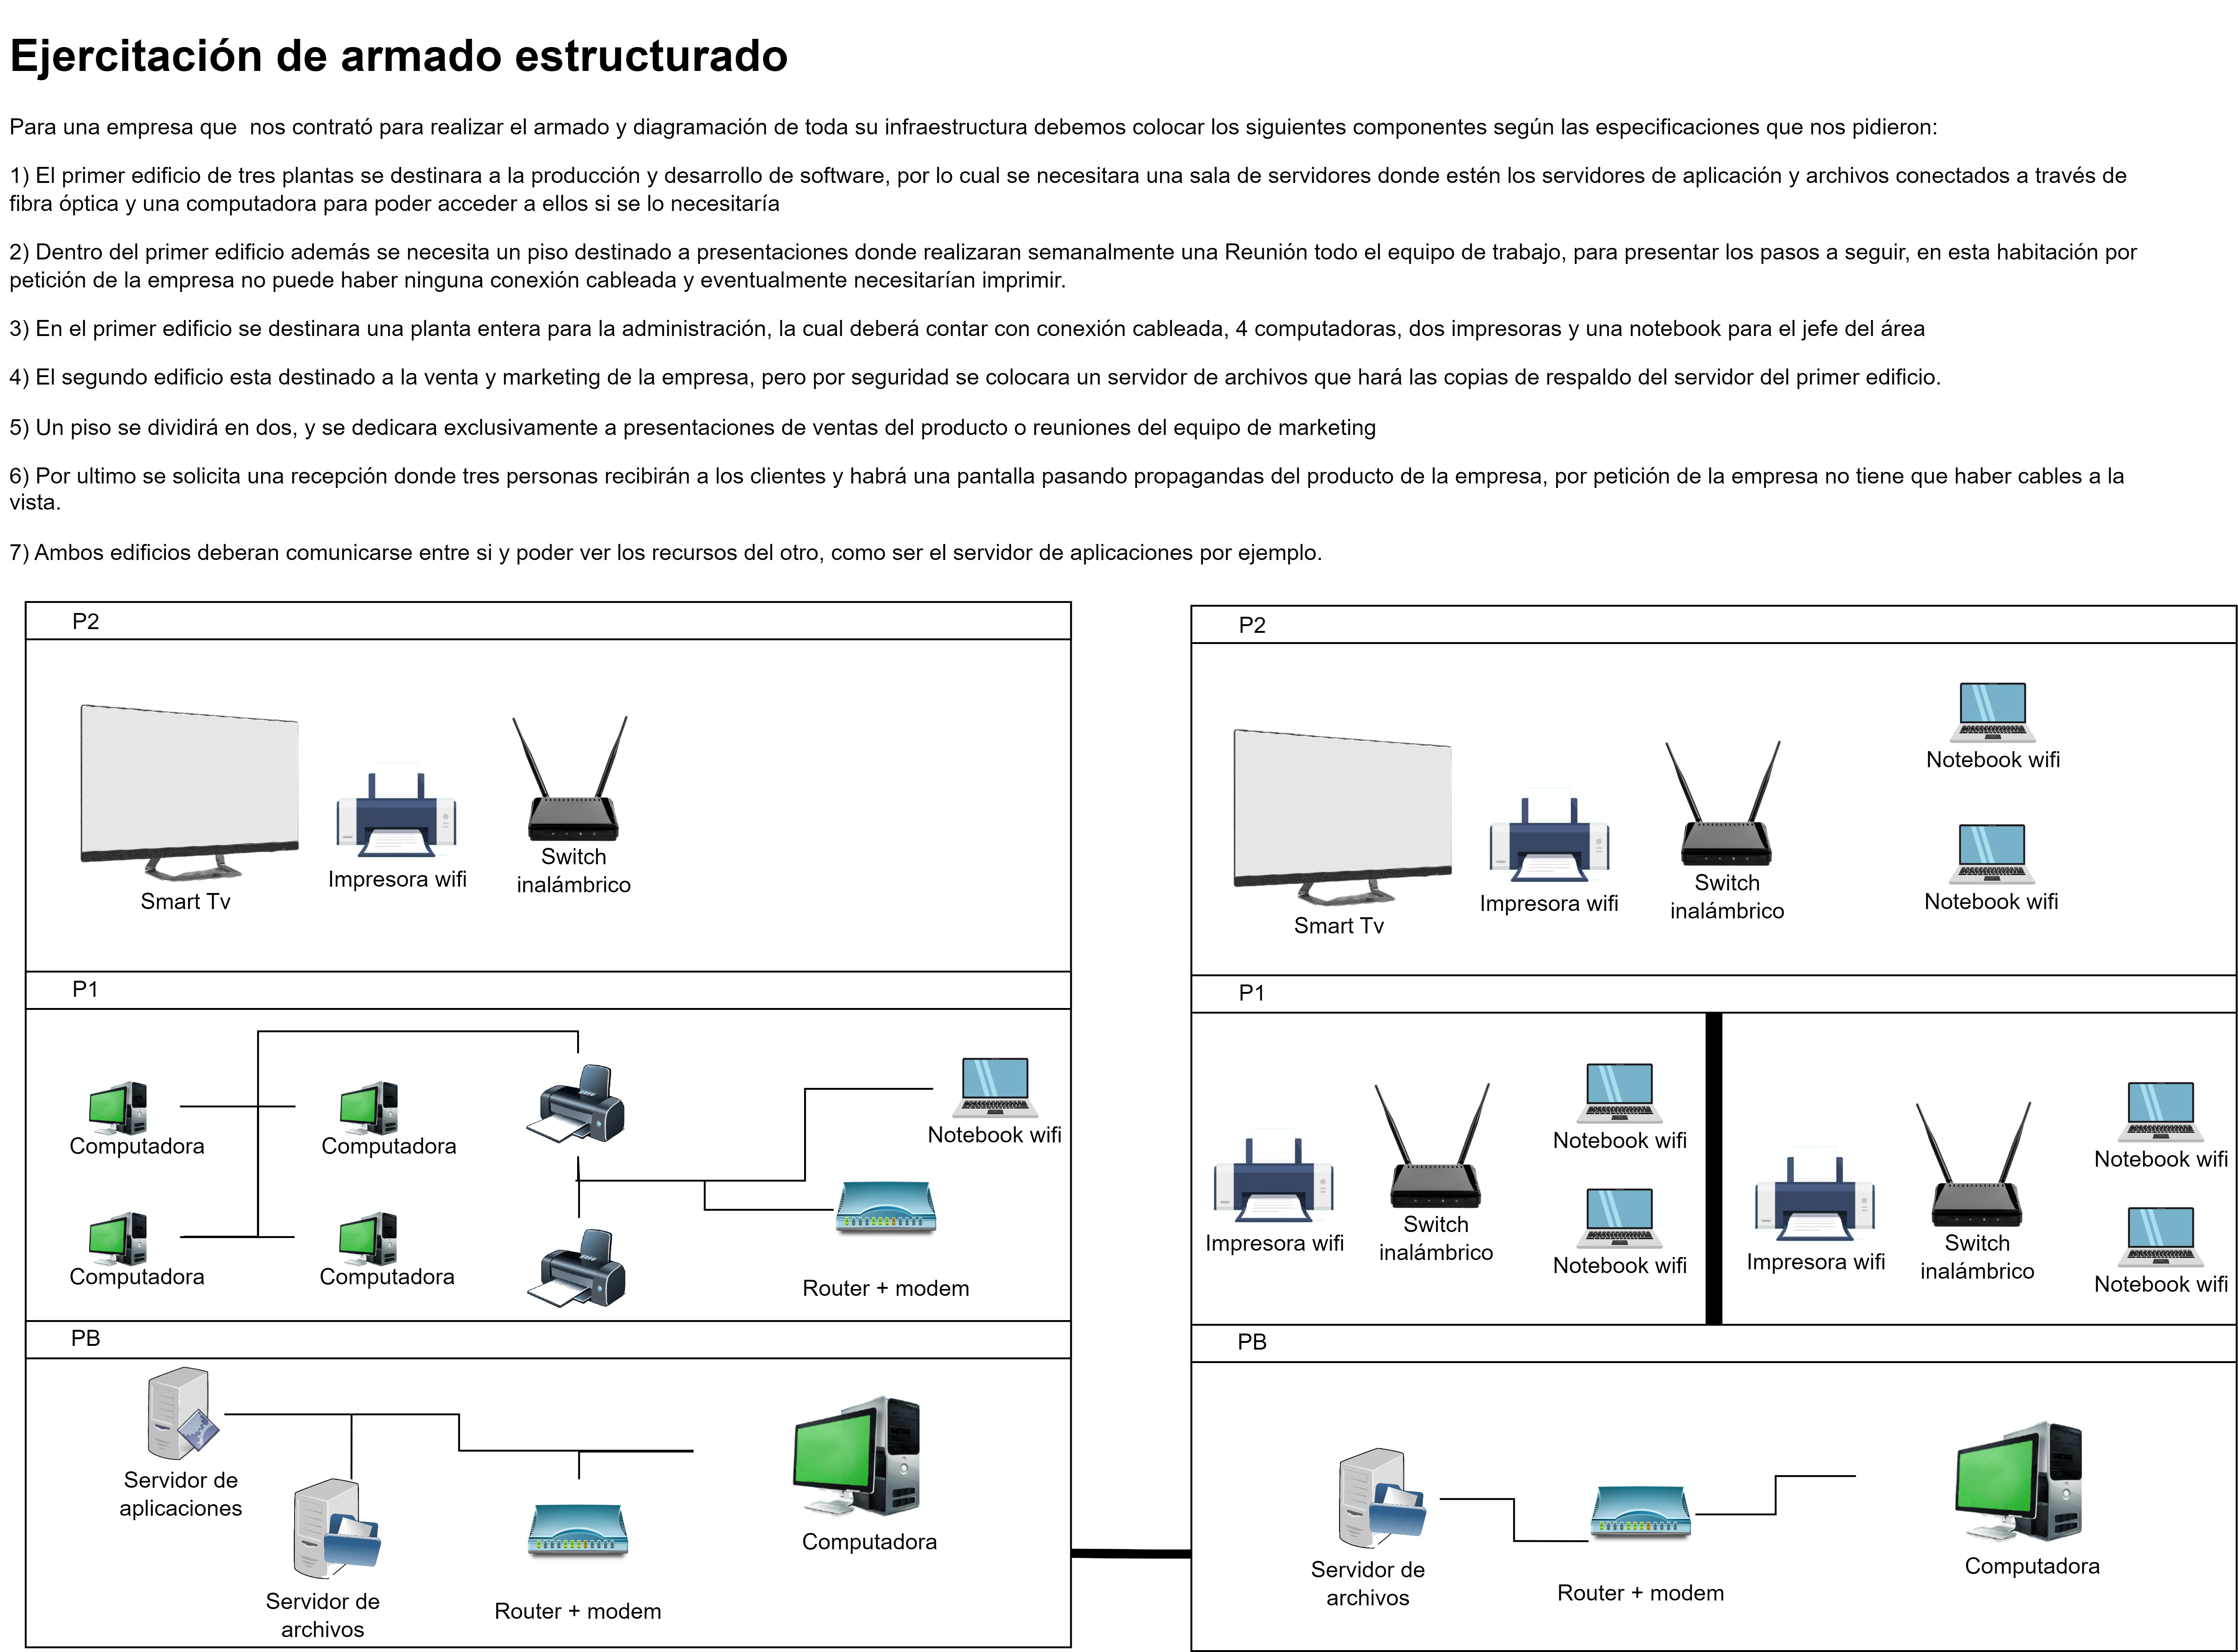 Ejercitación de armado estructurado
Para una empresa que  nos contrató para realizar el armado y diagramación de toda su infraestructura debemos colocar los siguientes componentes según las especificaciones que nos pidieron:
1) El primer edificio de tres plantas se destinara a la producción y desarrollo de software, por lo cual se necesitara una sala de servidores donde estén los servidores de aplicación y archivos conectados a través de
fibra óptica y una computadora para poder acceder a ellos si se lo necesitaría
2) Dentro del primer edificio además se necesita un piso destinado a presentaciones donde realizaran semanalmente una Reunión todo el equipo de trabajo, para presentar los pasos a seguir, en esta habitación por
petición de la empresa no puede haber ninguna conexión cableada y eventualmente necesitarían imprimir.
3) En el primer edificio se destinara una planta entera para la administración, la cual deberá contar con conexión cableada, 4 computadoras, dos impresoras y una notebook para el jefe del área
4) El segundo edificio esta destinado a la venta y marketing de la empresa, pero por seguridad se colocara un servidor de archivos que hará las copias de respaldo del servidor del primer edificio.
5) Un piso se dividirá en dos, y se dedicara exclusivamente a presentaciones de ventas del producto o reuniones del equipo de marketing
6) Por ultimo se solicita una recepción donde tres personas recibirán a los clientes y habrá una pantalla pasando propagandas del producto de la empresa, por petición de la empresa no tiene que haber cables a la
vista.
7) Ambos edificios deberan comunicarse entre si y poder ver los recursos del otro, como ser el servidor de aplicaciones por ejemplo.
P2
Smart Tv
Impresora wifi
Switch
inalámbrico
P1
Computadora
Computadora
Computadora
Computadora
Notebook wifi
Router + modem
PB
Servidor de
aplicaciones
Servidor de
archivos
Router + modem
Computadora
P2
Smart Tv
Impresora wifi
Switch
inalámbrico
Notebook wifi
Notebook wifi
P1
Impresora wifi
Switch
inalámbrico
Notebook wifi
Notebook wifi
Impresora wifi
Switch
inalámbrico
Notebook wifi
Notebook wifi
PB
Servidor de
archivos
Router + modem
Computadora